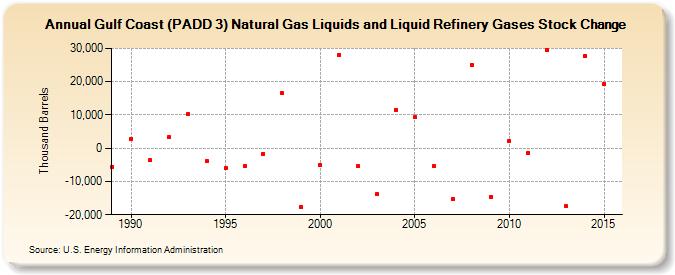 Annual Gulf Coast (PADD 3) Natural Gas Liquids and Liquid Refinery Gases Stock Change
Thousand Barrels
30,000
20,000
10,000
0
-10,000
-20,000
1990 1995 2000 2005 2010 2015
Source: U.S. Energy Information Administration